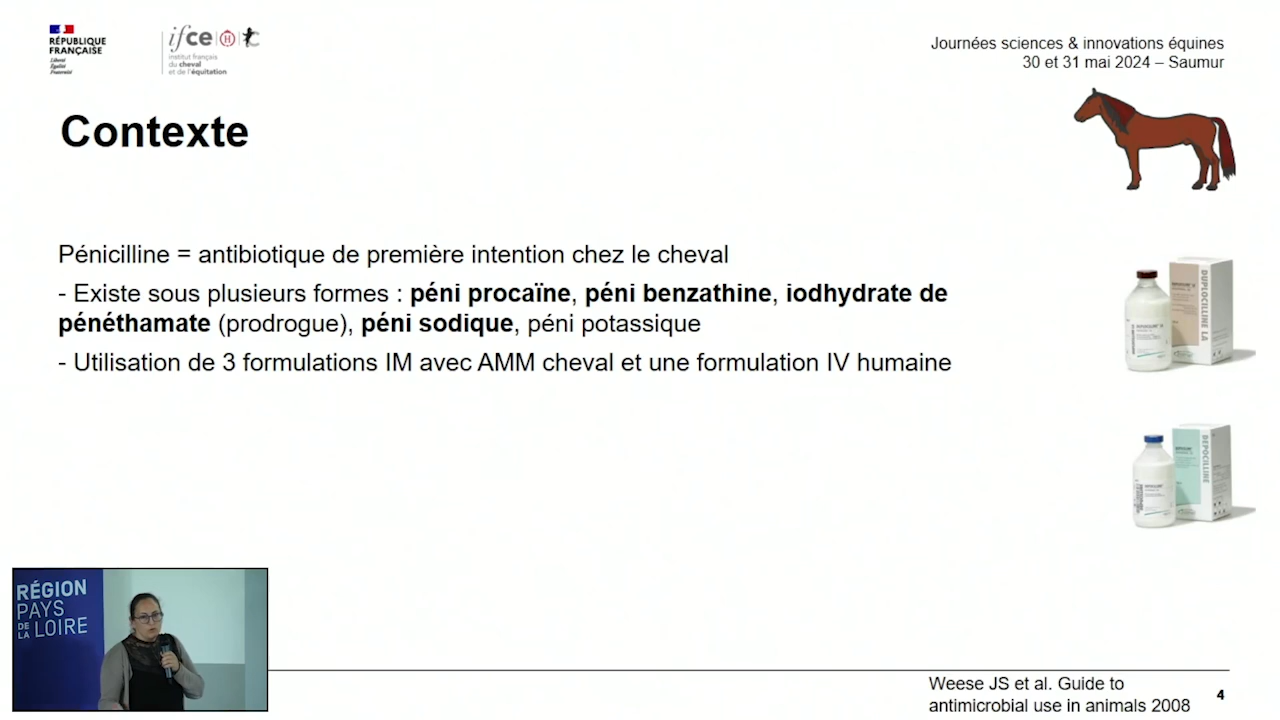 RÉPUBLIQUE
FRANÇAISE
Liberté
Égalité
Fraternité
ifce
institut français
du cheval
et de l'équitation
Journées sciences & innovations équines
30 et 31 mai 2024 – Saumur
Contexte
Pénicilline = antibiotique de première intention chez le cheval
- Existe sous plusieurs formes : péni procaïne, péni benzathine, iodhydrate de
pénéthamate (prodrogue), péni sodique, péni potassique
- Utilisation de 3 formulations IM avec AMM cheval et une formulation IV humaine
DUPLOCILLINE LA
DEPOCILLINE
RÉGION
PAYS
DE LA LOIRE
Weese JS et al. Guide to
antimicrobial use in animals 2008
4